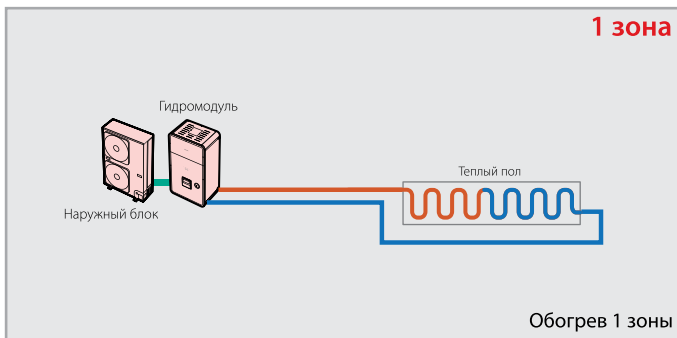 1 зона
Гидромодуль
Теплый пол
Наружный блок
Обогрев 1 зоны